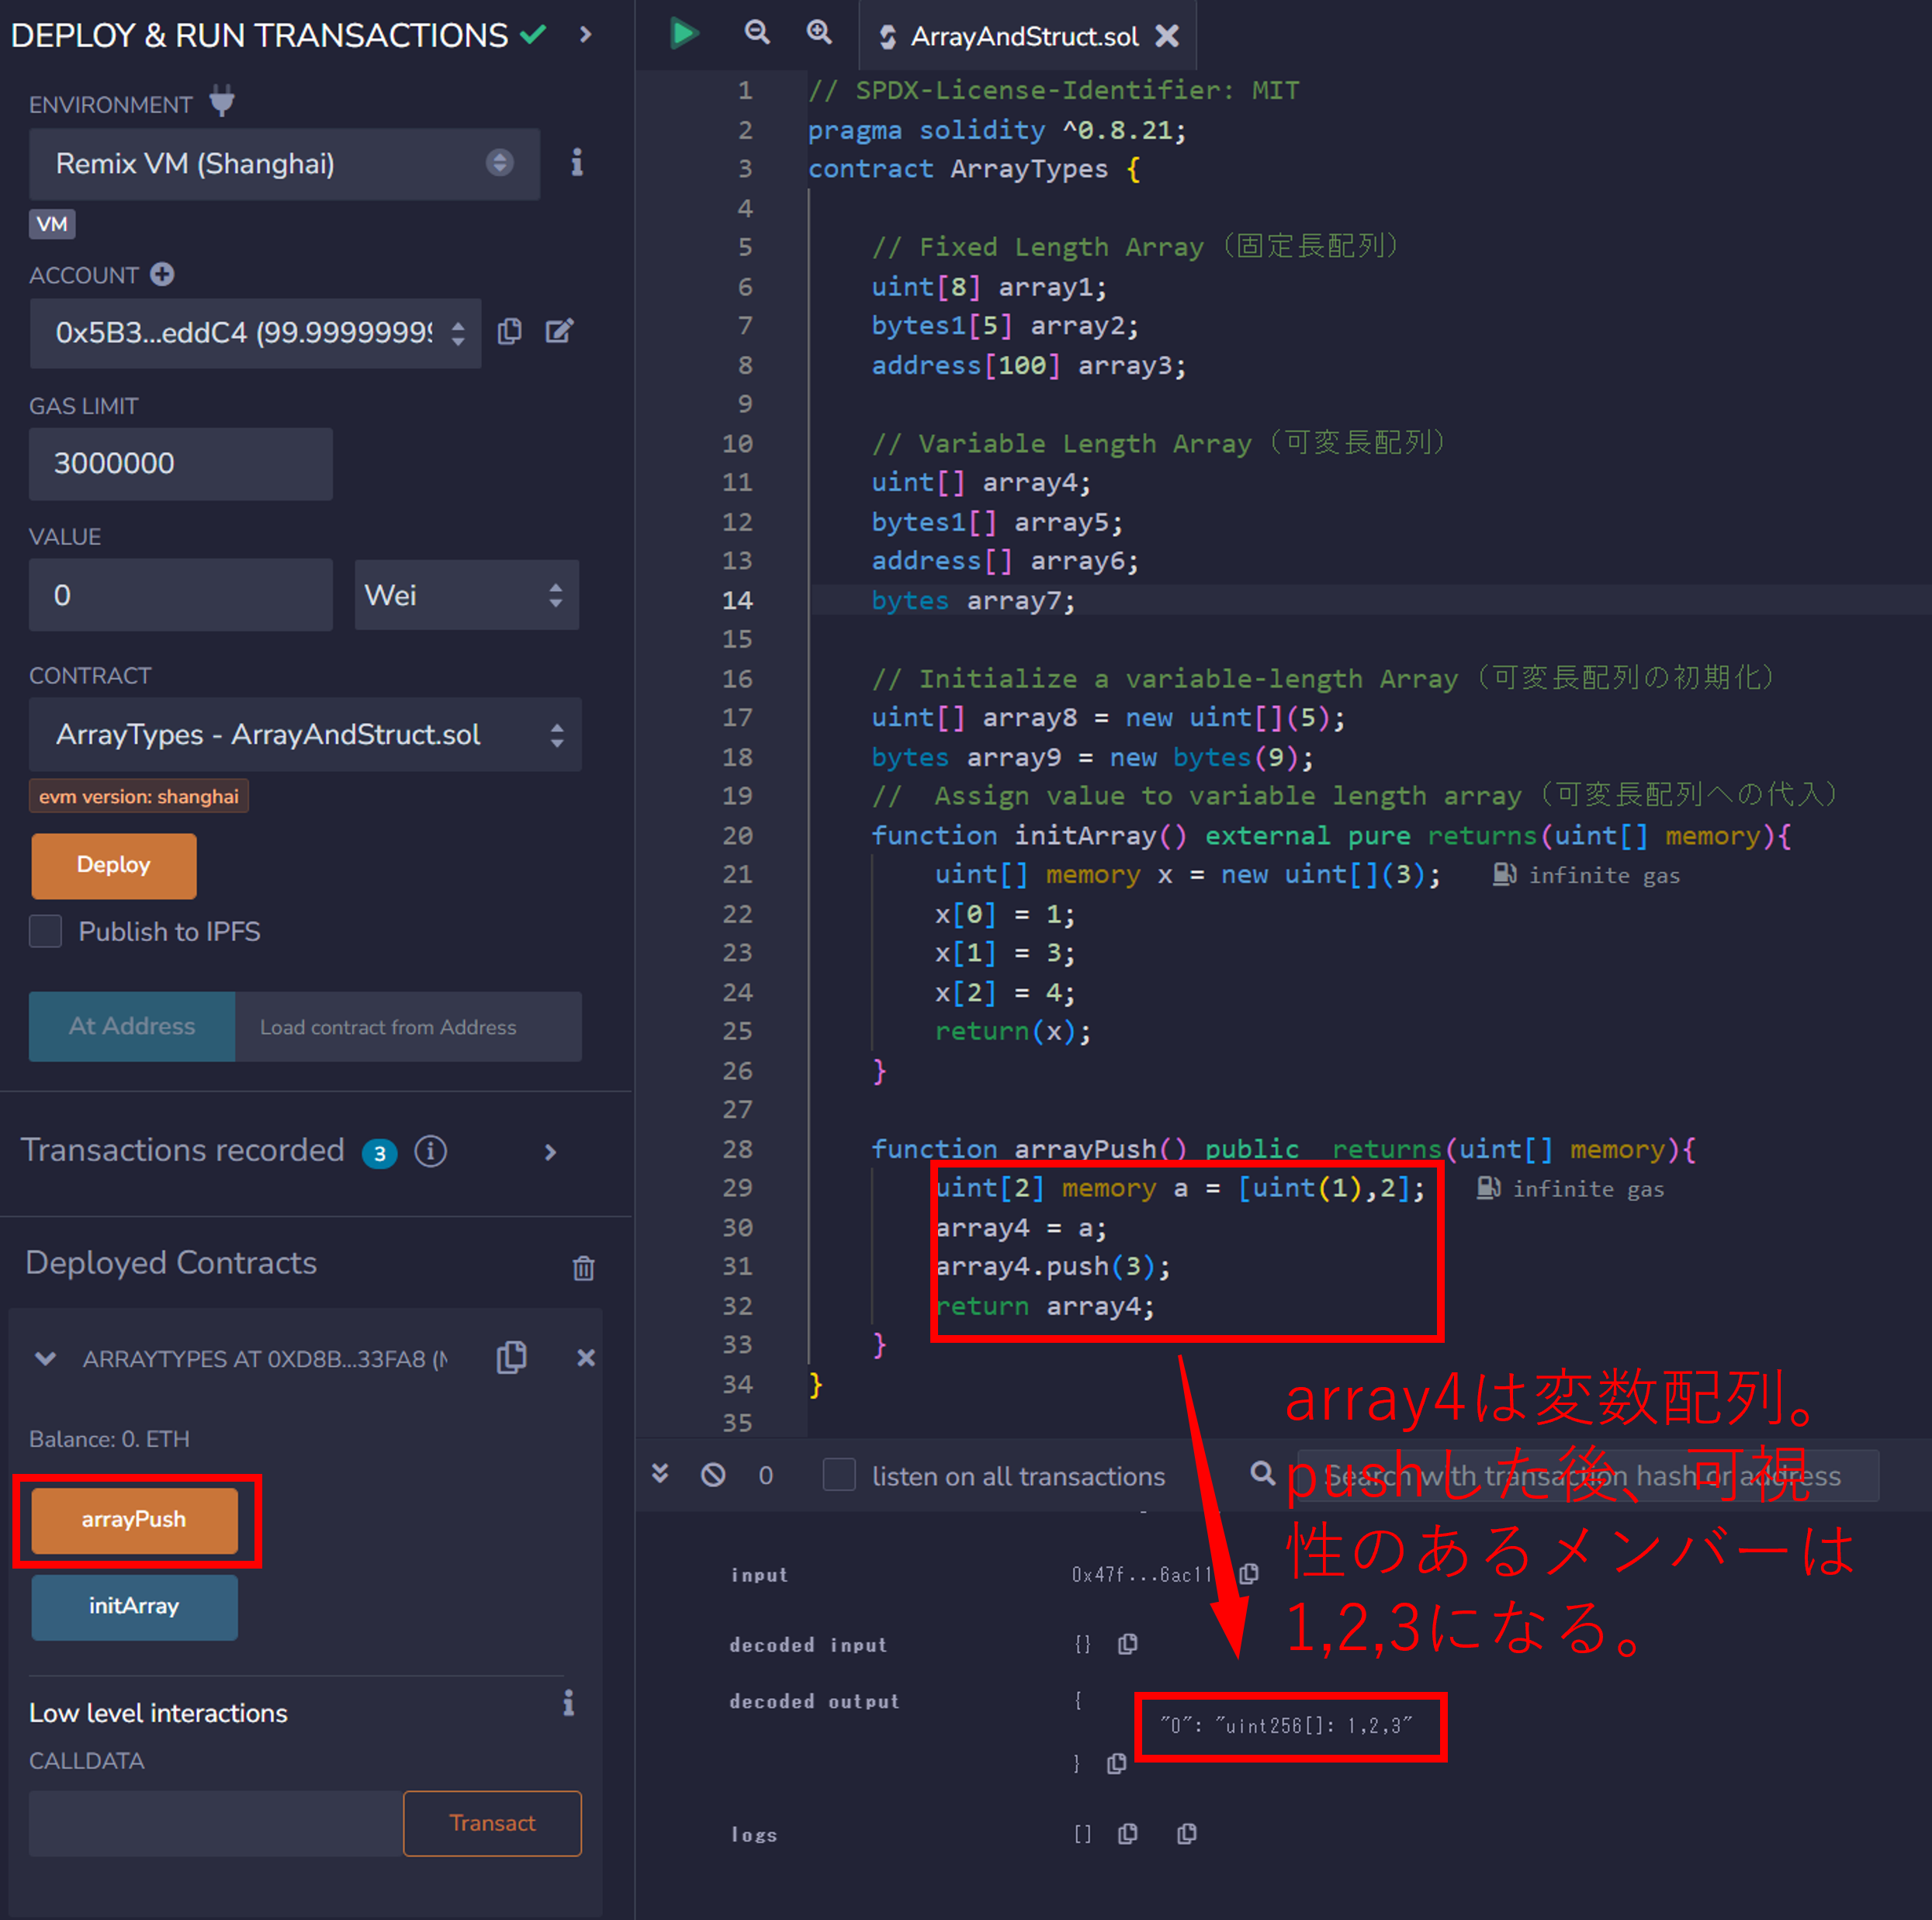 DEPLOY & RUN TRANSACTIONS
ENVIRONMENT
Remix VM (Shanghai)
VM
ACCOUNT
0x5B3...eddC4 (99.9999999
GAS LIMIT
3000000
VALUE
0
Wei
CONTRACT
ArrayTypes - ArrayAndStruct.sol
evm version: shanghai
Deploy
Publish to IPFS
At Address
Load contract from Address
Transactions recorded 3
Deployed Contracts
ARRAYTYPES AT 0XD8B...33FA8 (M
Balance: 0. ETH
arrayPush
initArray
Low level interactions
CALLDATA
Transact
ArrayAndStruct.sol
1 // SPDX-License-Identifier: MIT
2 pragma solidity ^0.8.21;
3 contract ArrayTypes {
4
5 // Fixed Length Array（固定長配列）
6 uint[8] array1;
7 bytes1[5] array2;
8 address[100] array3;
9
10 // Variable Length Array（可変長配列）
11 uint[] array4;
12 bytes1[] array5;
13 address[] array6;
14 bytes array7;
15
16 // Initialize a variable-length Array（可変長配列の初期化）
17 uint[] array8 = new uint[](5);
18 bytes array9 = new bytes(9);
19 //  Assign value to variable length array（可変長配列への代入）
20 function initArray() external pure returns(uint[] memory){
21 uint[] memory x = new uint[](3); infinite gas
22 x[0] = 1;
23 x[1] = 3;
24 x[2] = 4;
25 return(x);
26 }
27
28 function arrayPush() public  returns(uint[] memory){
29 uint[2] memory a = [uint(1),2]; infinite gas
30 array4 = a;
31 array4.push(3);
32 return array4;
33 }
34 }
35
array4は変数配列。
pushした後、可視
性のあるメンバーは
1,2,3になる。
0
listen on all transactions
Search with transaction hash or address
input 0x47f...6ac11
decoded input {}
decoded output {
"0": "uint256[]: 1,2,3"
}
logs []